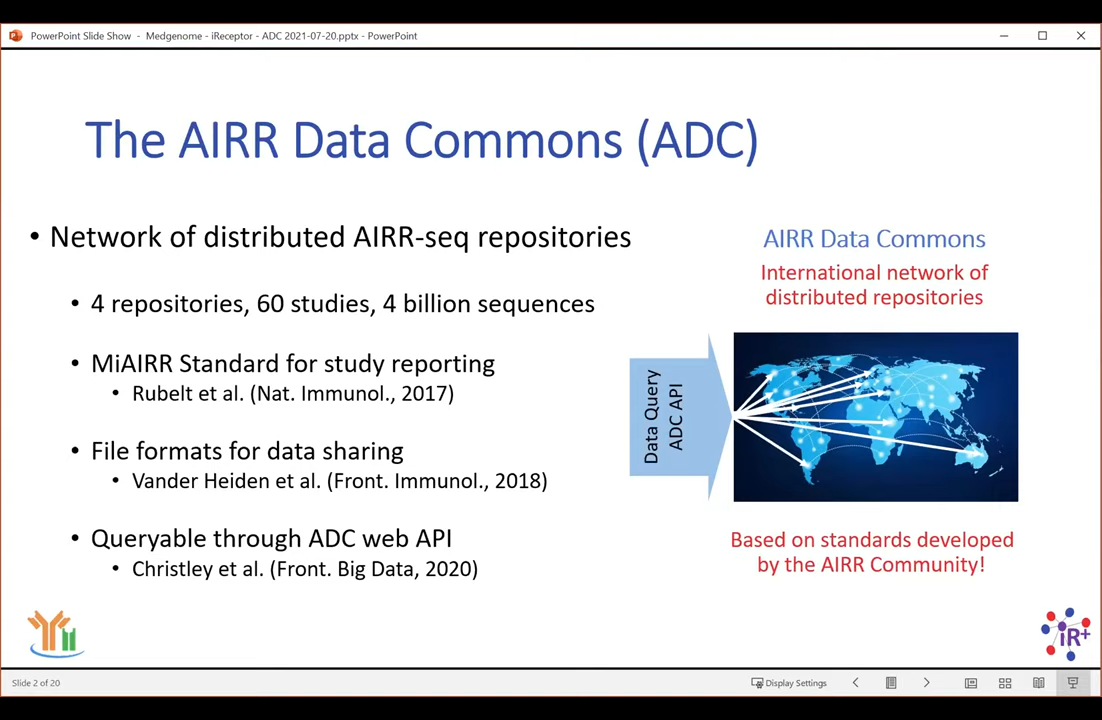 PowerPoint Slide Show - Medgenome - iReceptor - ADC 2021-07-20.pptx - PowerPoint
The AIRR Data Commons (ADC)
• Network of distributed AIRR-seq repositories
• 4 repositories, 60 studies, 4 billion sequences
• MiAIRR Standard for study reporting
• Rubelt et al. (Nat. Immunol., 2017)
• File formats for data sharing
• Vander Heiden et al. (Front. Immunol., 2018)
• Queryable through ADC web API
• Christley et al. (Front. Big Data, 2020)
AIRR Data Commons
International network of
distributed repositories
Data Query
ADC API
Based on standards developed
by the AIRR Community!
iR+
Slide 2 of 20
Display Settings